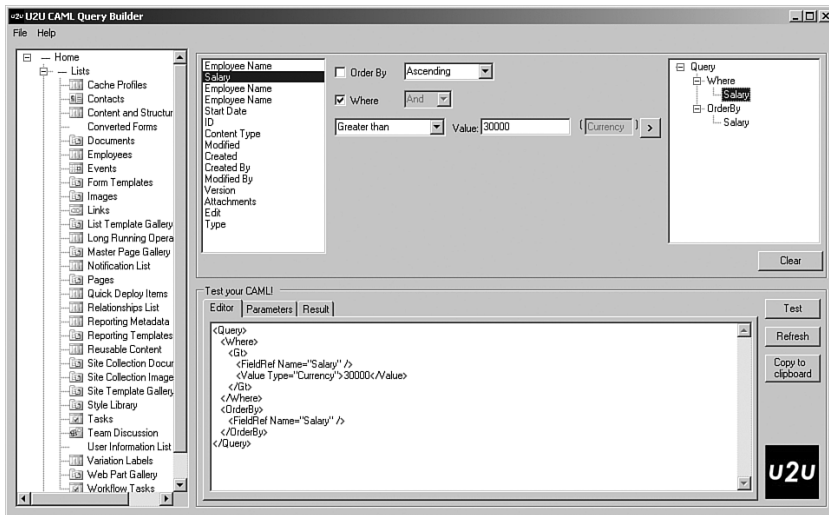 u2u U2U CAML Query Builder
File Help
Home
Lists
Cache Profiles
Contacts
Content and Structur
Converted Forms
Documents
Employees
Events
Form Templates
Images
Links
List Template Gallery
Long Running Opera
Master Page Gallery
Notification List
Pages
Quick Deploy Items
Relationships List
Reporting Metadata
Reporting Templates
Reusable Content
Site Collection Docur
Site Collection Image
Site Template Gallery
Style Library
Tasks
Team Discussion
User Information List
Variation Labels
Web Part Gallery
Workflow Tasks
Employee Name
Salary
Employee Name
Employee Name
Start Date
ID
Content Type
Modified
Created
Created By
Modified By
Version
Attachments
Edit
Type
Order By Ascending
Where And
Greater than Value: 30000 ( Currency ) >
Query
Where
Salary
OrderBy
Salary
Clear
Test your CAML!
Editor Parameters Result
<Query>
<Where>
<Gt>
<FieldRef Name="Salary" />
<Value Type="Currency">30000</Value>
</Gt>
</Where>
<OrderBy>
<FieldRef Name="Salary" />
</OrderBy>
</Query>
Test
Refresh
Copy to
clipboard
u2u